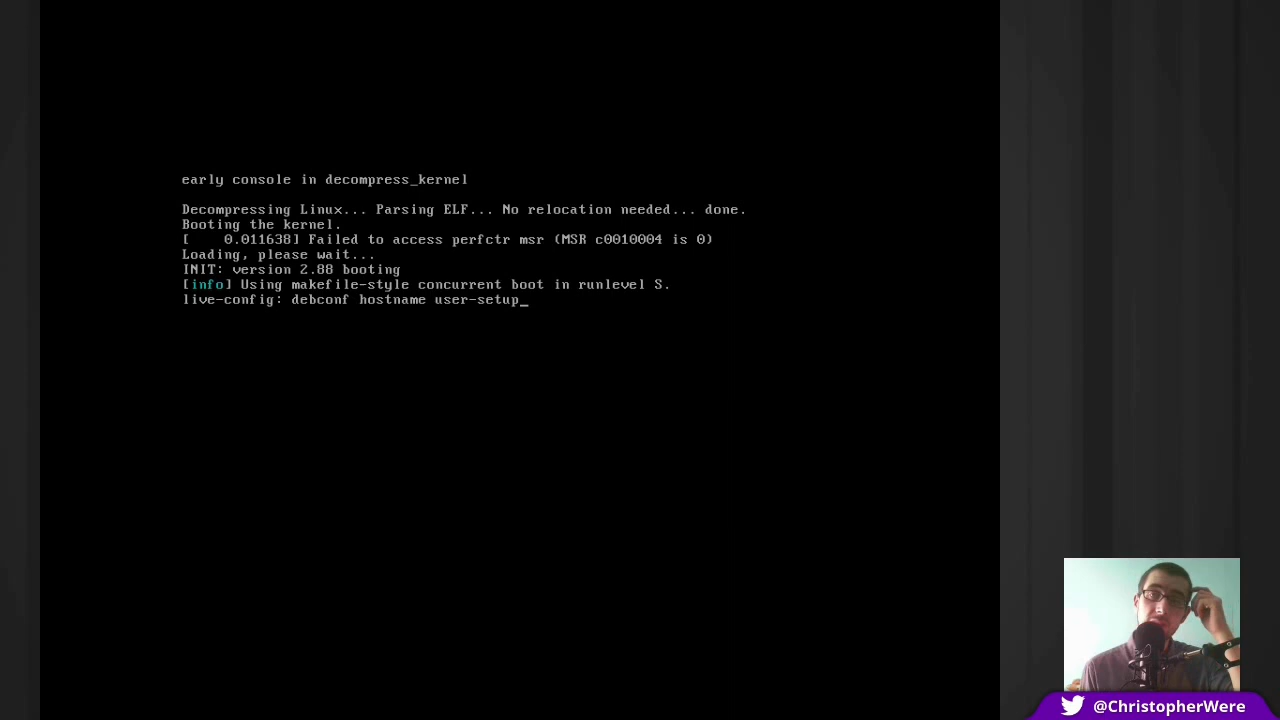 early console in decompress_kernel
Decompressing Linux... Parsing ELF... No relocation needed... done.
Booting the kernel.
[    0.011638] Failed to access perfctr msr (MSR c0010004 is 0)
Loading, please wait...
INIT: version 2.88 booting
[info] Using makefile-style concurrent boot in runlevel S.
live-config: debconf hostname user-setup_
@ChristopherWere